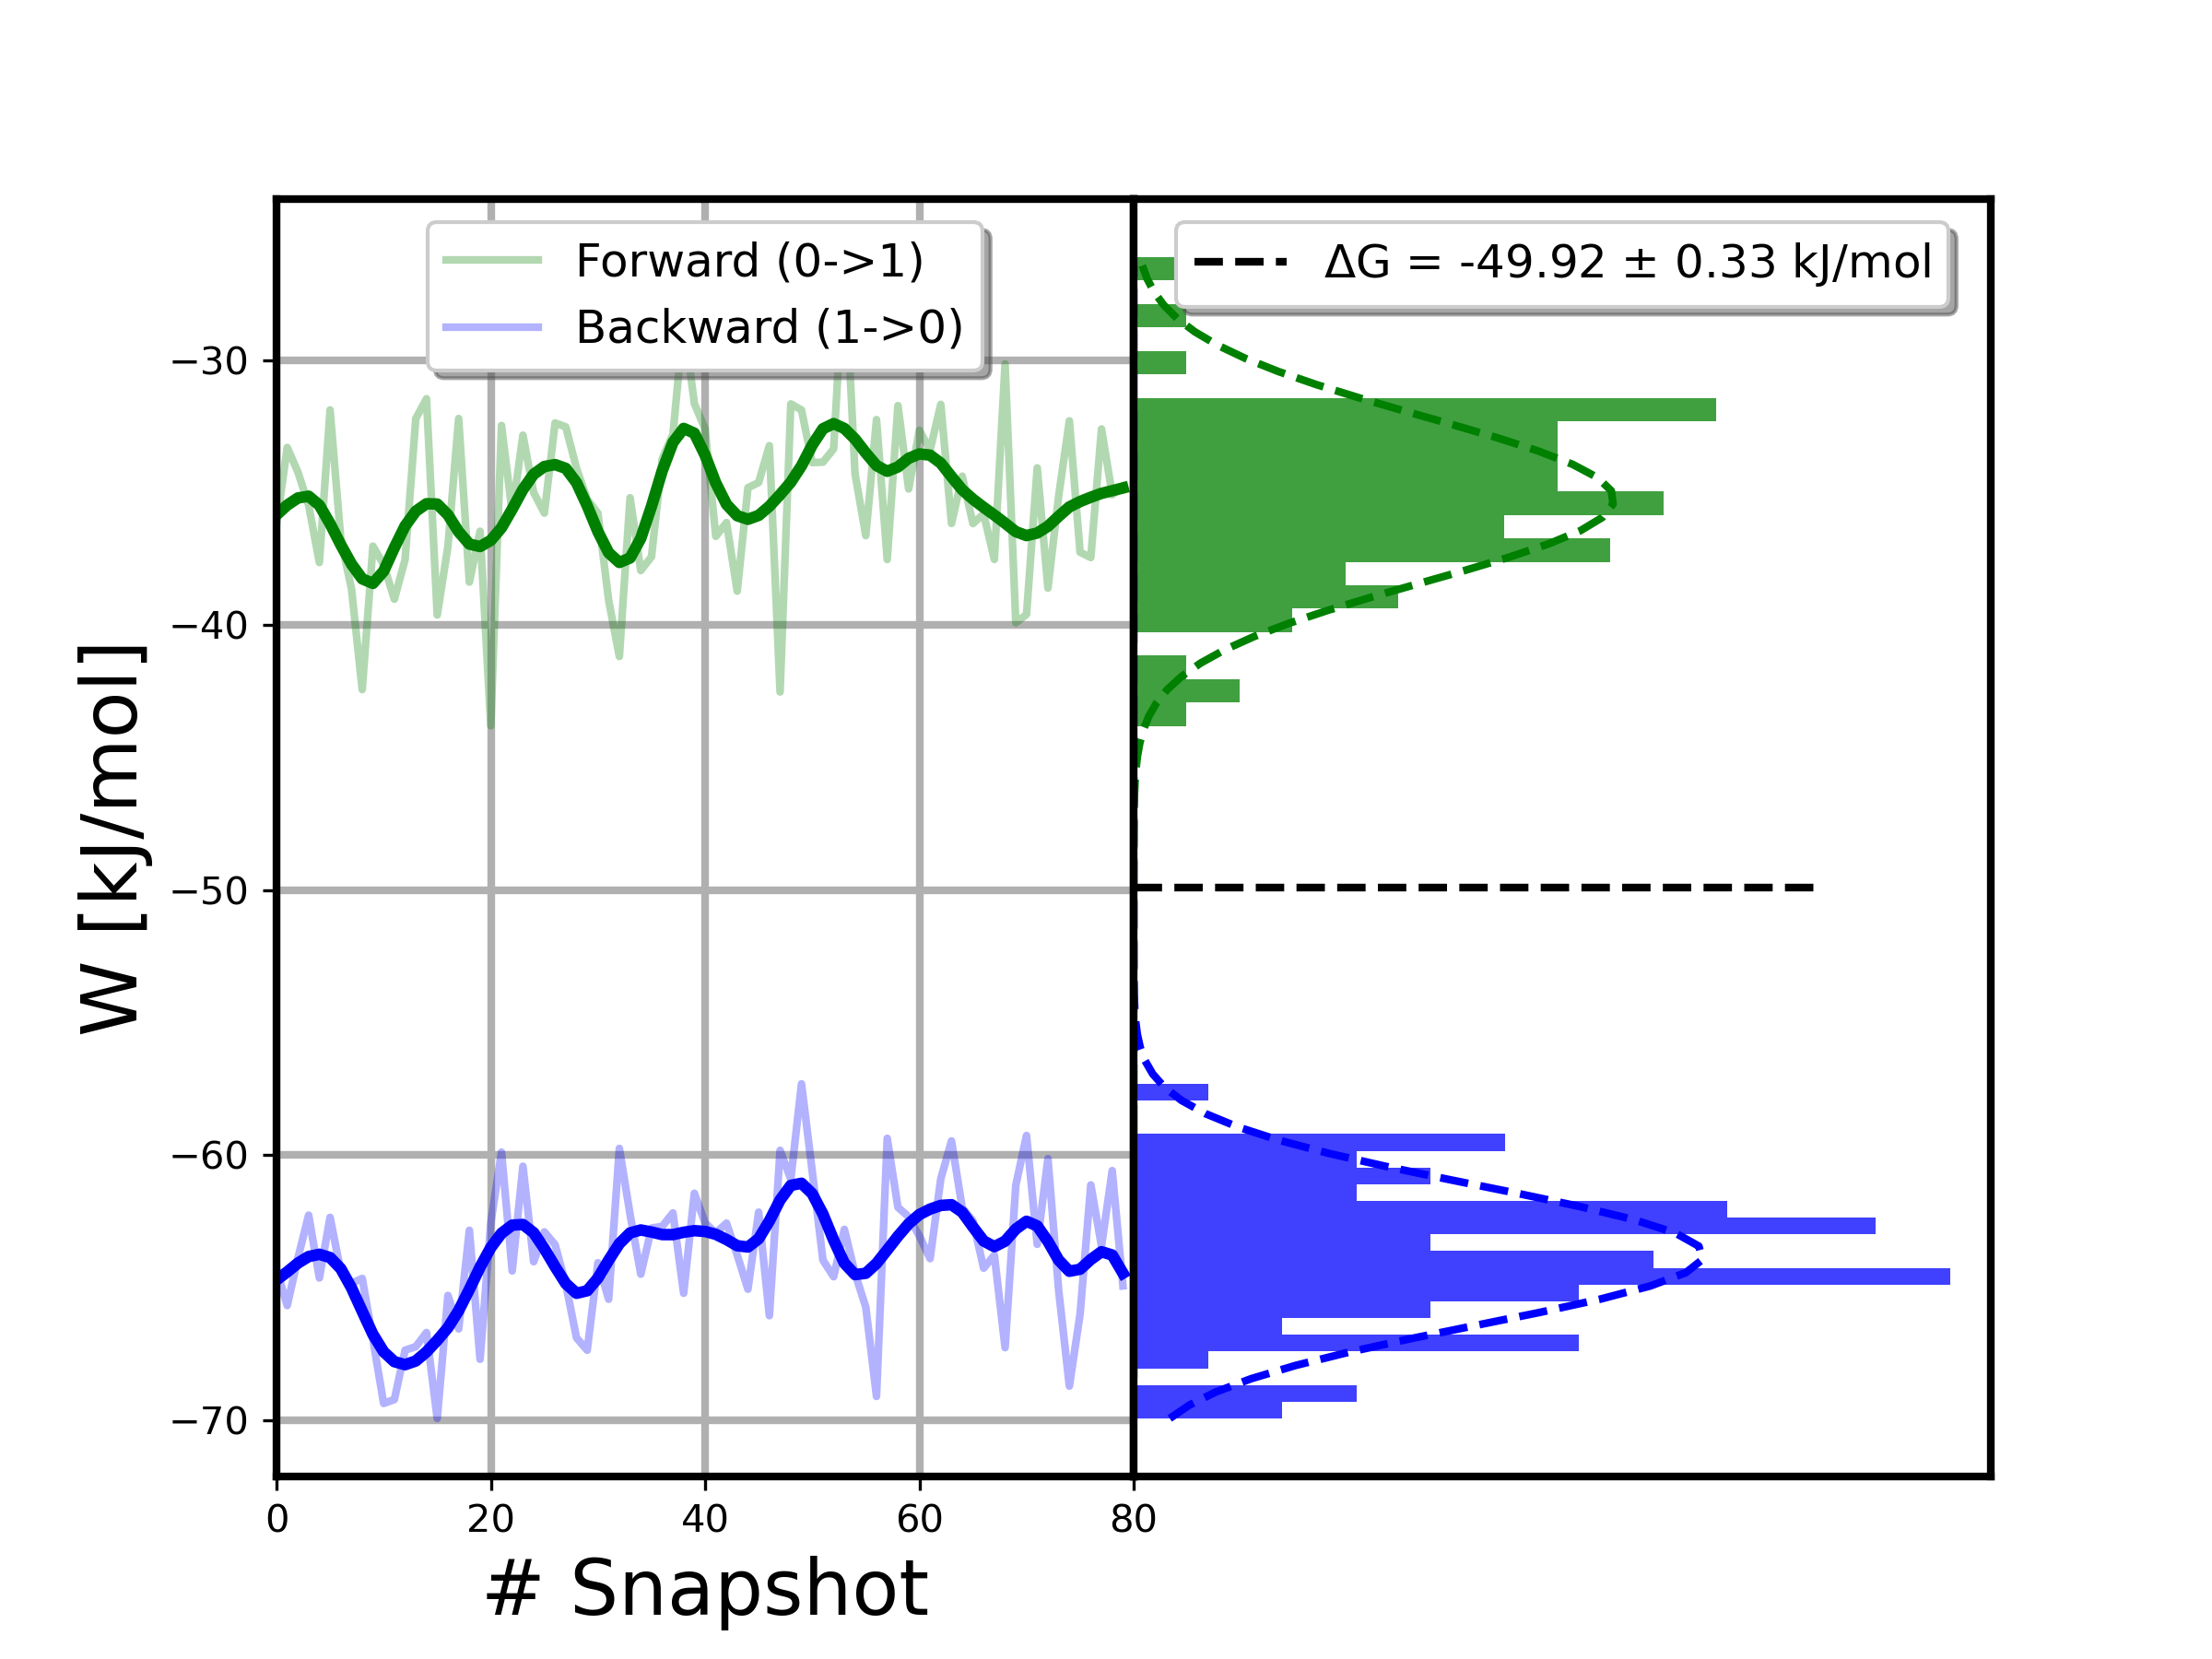 Forward (0->1)
Backward (1->0)
ΔG = -49.92 ± 0.33 kJ/mol
W [kJ/mol]
−30
−40
−50
−60
−70
0 20 40 60 80
# Snapshot